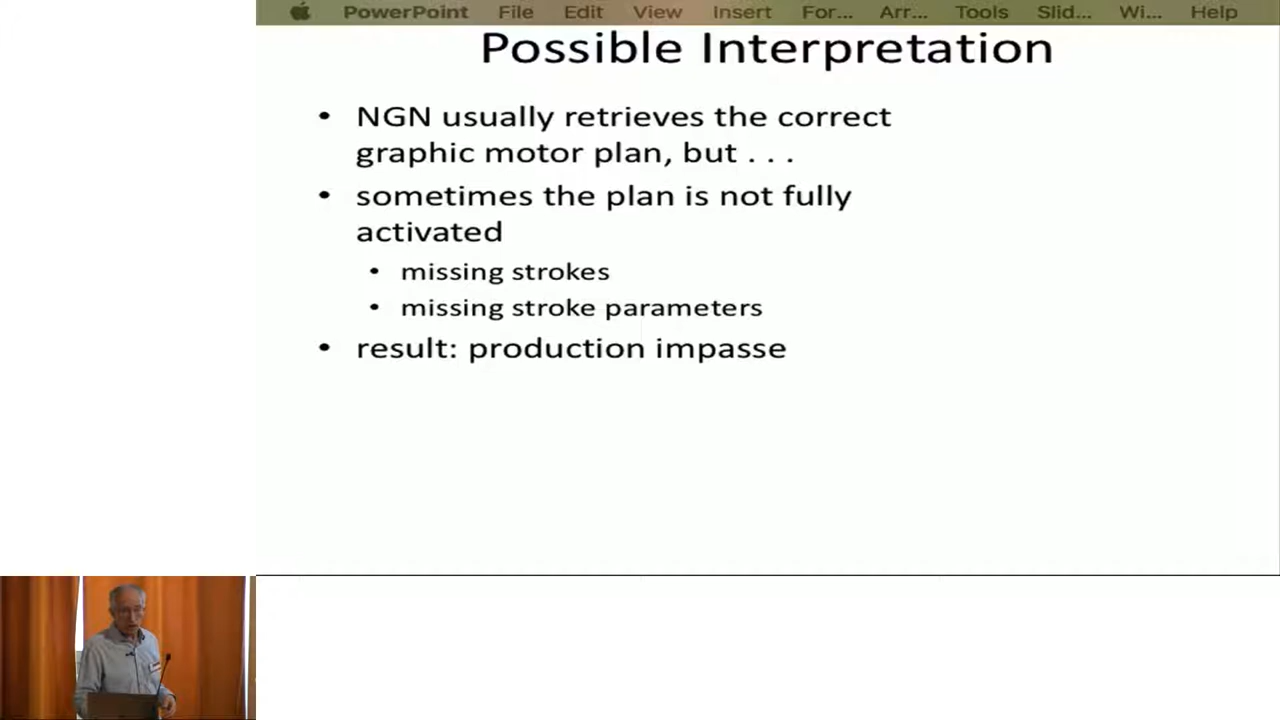 PowerPoint File Edit View Insert For... Arr... Tools Slid... Wi... Help
Possible Interpretation
• NGN usually retrieves the correct
graphic motor plan, but . . .
• sometimes the plan is not fully
activated
• missing strokes
• missing stroke parameters
• result: production impasse